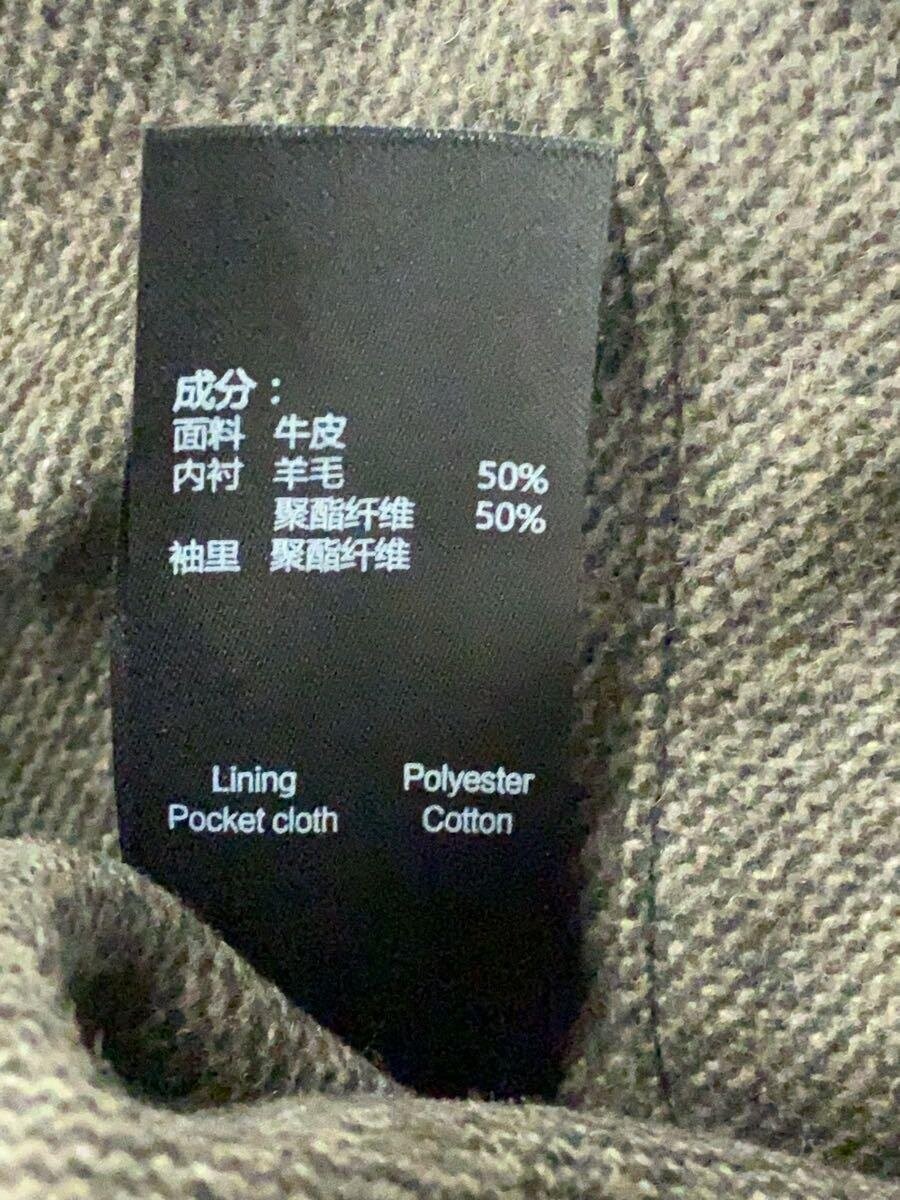 成分：
面料 牛皮
内衬 羊毛 50%
聚酯纤维 50%
袖里 聚酯纤维
Lining Polyester
Pocket cloth Cotton